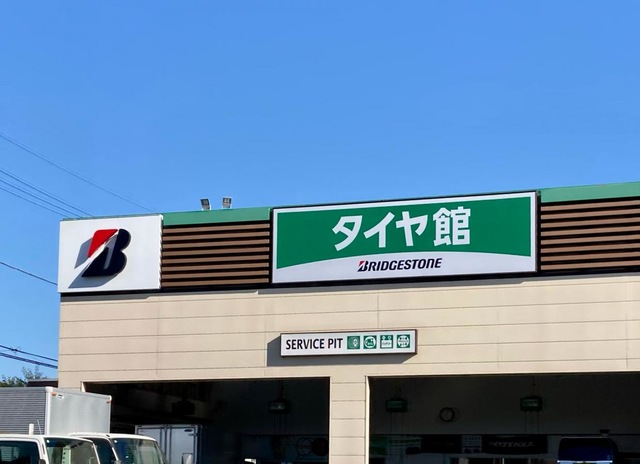 タイヤ館
BRIDGESTONE
SERVICE PIT